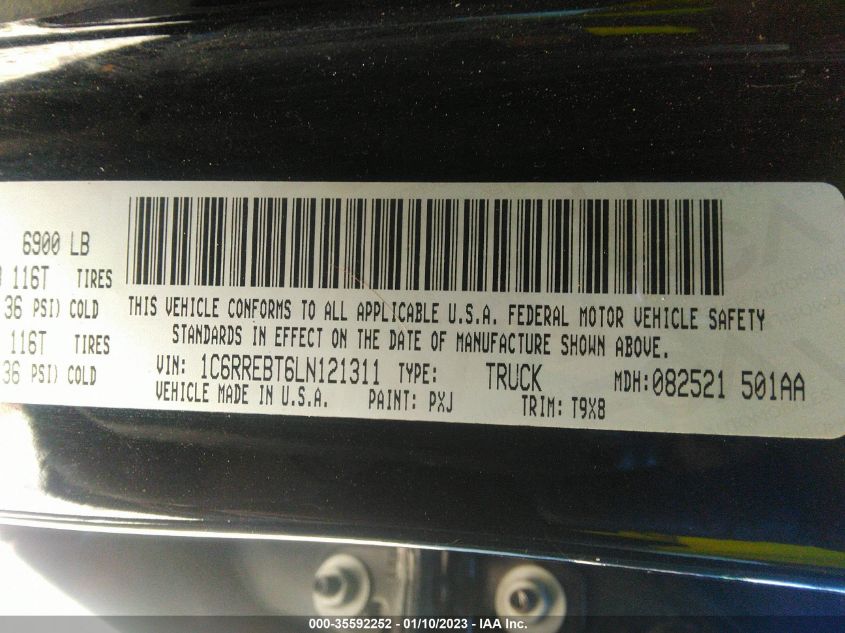 6900 LB
116T TIRES
36 PSI) COLD
116T TIRES
36 PSI) COLD
THIS VEHICLE CONFORMS TO ALL APPLICABLE U.S.A. FEDERAL MOTOR VEHICLE SAFETY
STANDARDS IN EFFECT ON THE DATE OF MANUFACTURE SHOWN ABOVE.
VIN: 1C6RREBT6LN121311 TYPE: TRUCK MDH:082521 501AA
VEHICLE MADE IN U.S.A. PAINT: PXJ TRIM: T9X8
000-35592252 - 01/10/2023 - IAA Inc.